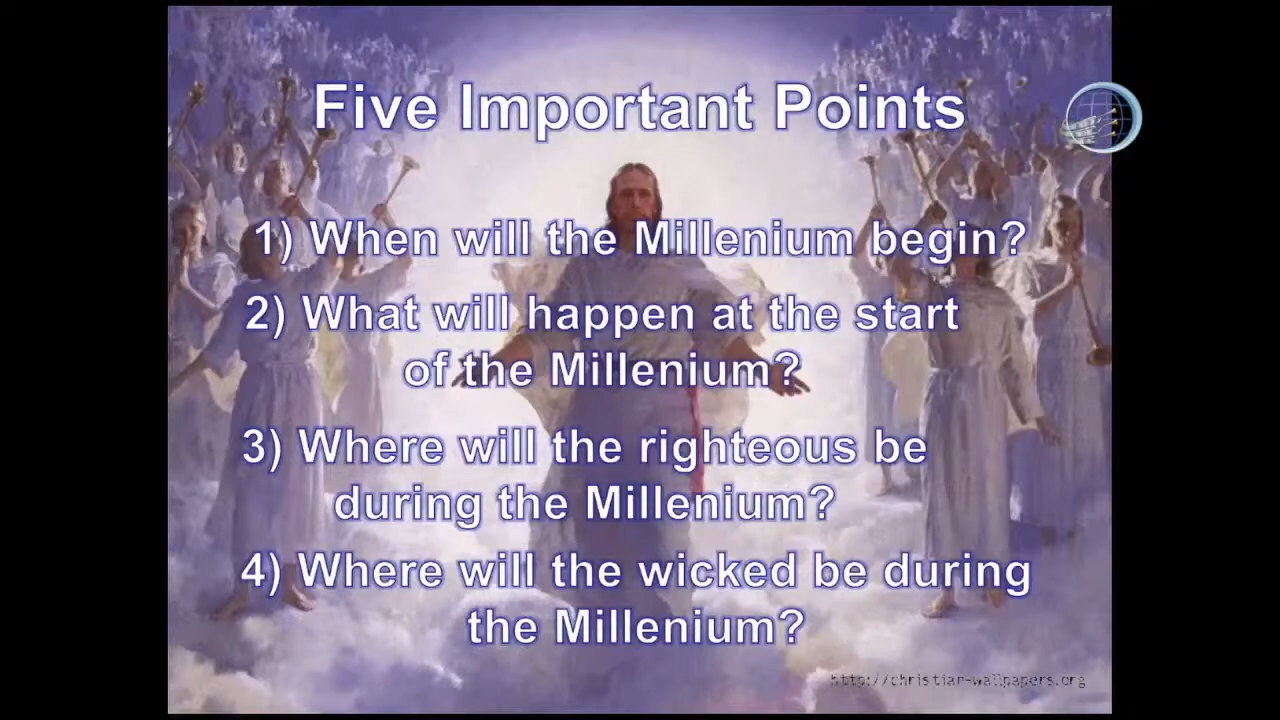 Five Important Points
1) When will the Millenium begin?
2) What will happen at the start
of the Millenium?
3) Where will the righteous be
during the Millenium?
4) Where will the wicked be during
the Millenium?
http://christian-wallpapers.org